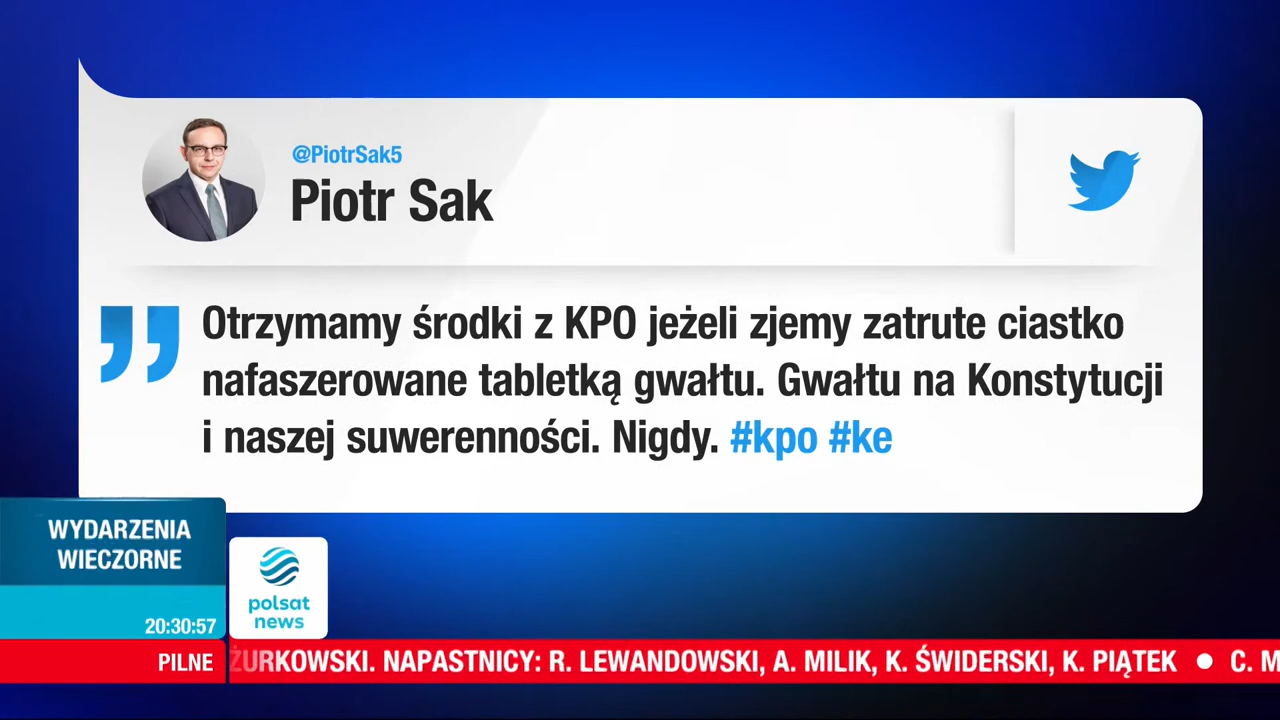 @PiotrSak5
Piotr Sak
Otrzymamy środki z KPO jeżeli zjemy zatrute ciastko
nafaszerowane tabletką gwałtu. Gwałtu na Konstytucji
i naszej suwerenności. Nigdy. #kpo #ke
WYDARZENIA
WIECZORNE
20:30:57
polsat
news
PILNE
ŻURKOWSKI. NAPASTNICY: R. LEWANDOWSKI, A. MILIK, K. ŚWIDERSKI, K. PIĄTEK ● C. M